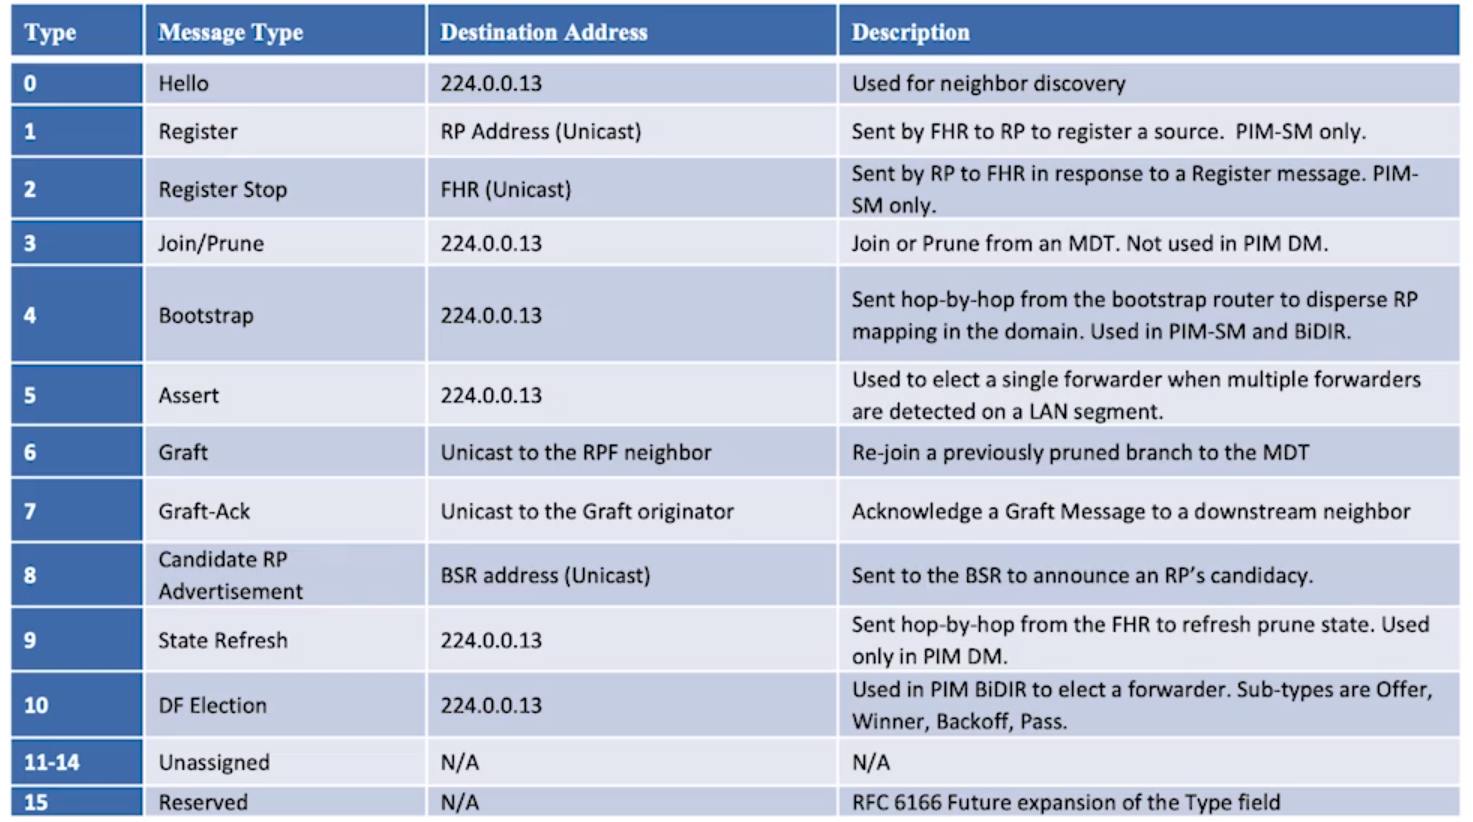 Type Message Type Destination Address Description
0 Hello 224.0.0.13 Used for neighbor discovery
1 Register RP Address (Unicast) Sent by FHR to RP to register a source. PIM-SM only.
2 Register Stop FHR (Unicast) Sent by RP to FHR in response to a Register message. PIM-
SM only.
3 Join/Prune 224.0.0.13 Join or Prune from an MDT. Not used in PIM DM.
4 Bootstrap 224.0.0.13 Sent hop-by-hop from the bootstrap router to disperse RP
mapping in the domain. Used in PIM-SM and BiDIR.
5 Assert 224.0.0.13 Used to elect a single forwarder when multiple forwarders
are detected on a LAN segment.
6 Graft Unicast to the RPF neighbor Re-join a previously pruned branch to the MDT
7 Graft-Ack Unicast to the Graft originator Acknowledge a Graft Message to a downstream neighbor
8 Candidate RP
Advertisement BSR address (Unicast) Sent to the BSR to announce an RP's candidacy.
9 State Refresh 224.0.0.13 Sent hop-by-hop from the FHR to refresh prune state. Used
only in PIM DM.
10 DF Election 224.0.0.13 Used in PIM BiDIR to elect a forwarder. Sub-types are Offer,
Winner, Backoff, Pass.
11-14 Unassigned N/A N/A
15 Reserved N/A RFC 6166 Future expansion of the Type field